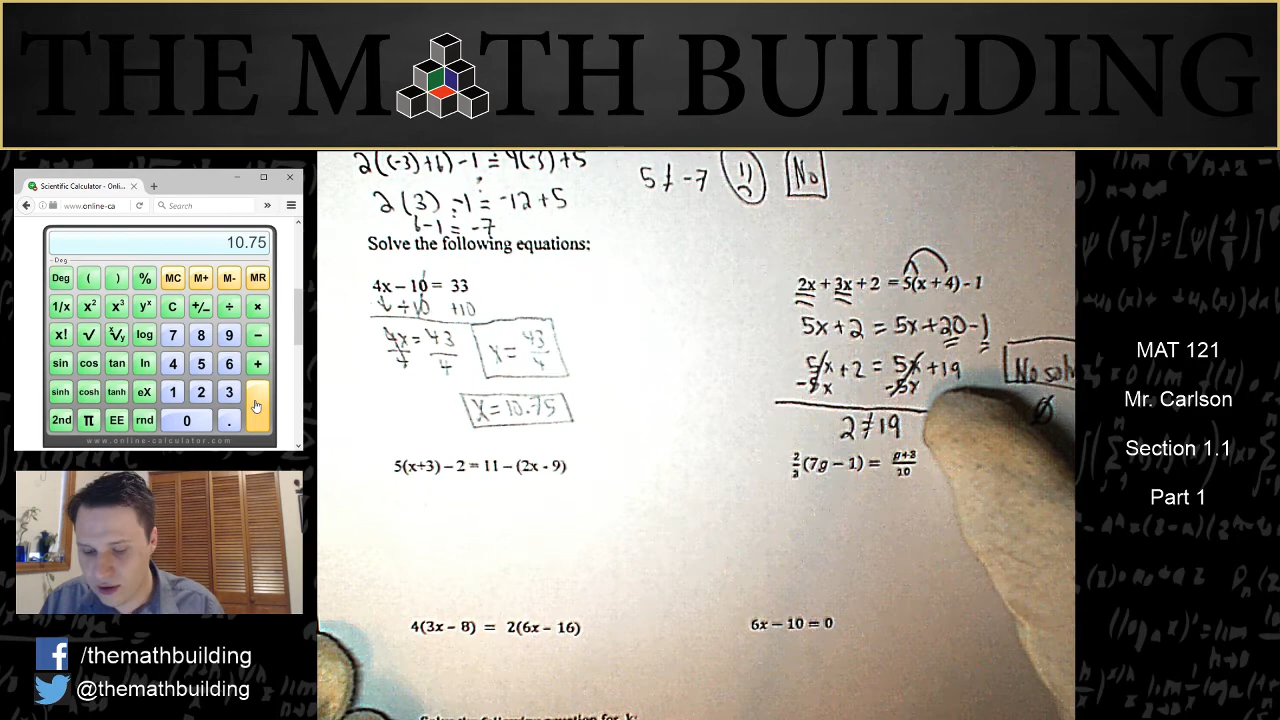 THE MATH BUILDING
Scientific Calculator - Onli...
www.online-ca
Search
10.75
Deg
Deg ( ) % MC M+ M- MR
1/x x² x³ yˣ C +/- ÷ ×
x! √ ˣ√y log 7 8 9 −
sin cos tan ln 4 5 6 +
sinh cosh tanh eX 1 2 3
2nd π EE rnd 0 .
www.online-calculator.com
/themathbuilding
@themathbuilding
2((-3)+6)-1 = 4(-3)+5
2(3)-1 = -12+5
6-1 = -7
5 ≠ -7
No
Solve the following equations:
4x – 10 = 33
+10 +10
4x = 43
4 4
x = 43/4
x = 10.75
2x + 3x + 2 = 5(x + 4) - 1
5x + 2 = 5x + 20 - 1
5x + 2 = 5x + 19
-5x -5x
2 ≠ 19
No sol
∅
5(x+3) – 2 = 11 – (2x - 9)
2/3 (7g – 1) = g+3/10
4(3x – 8) = 2(6x – 16)
6x – 10 = 0
MAT 121
Mr. Carlson
Section 1.1
Part 1